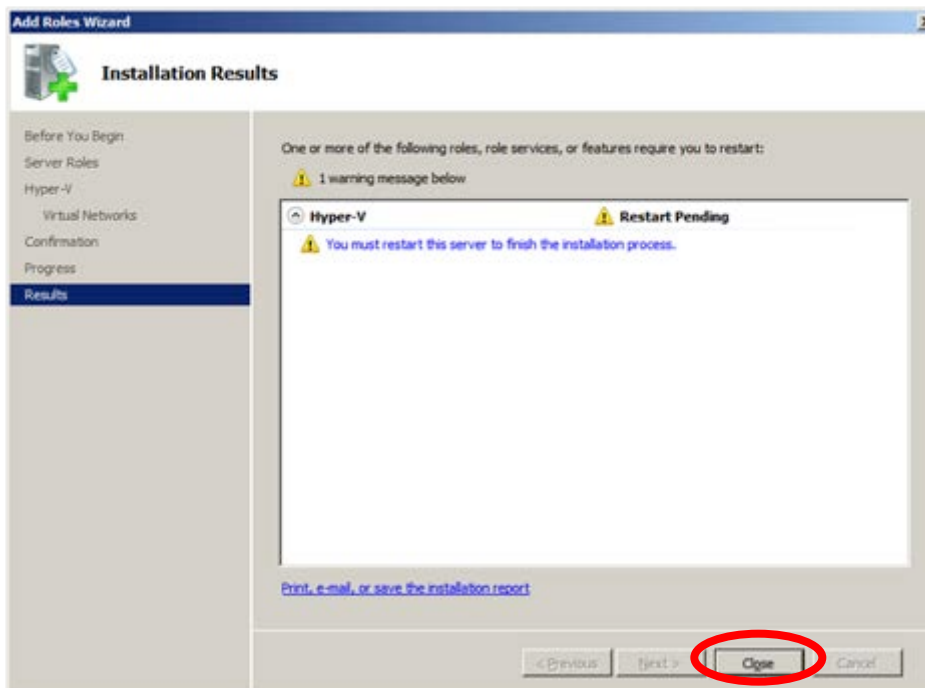 Add Roles Wizard
Installation Results
Before You Begin
Server Roles
Hyper-V
Virtual Networks
Confirmation
Progress
Results
One or more of the following roles, role services, or features require you to restart:
1 warning message below
Hyper-V Restart Pending
You must restart this server to finish the installation process.
Print, e-mail, or save the installation report
< Previous Next > Close Cancel